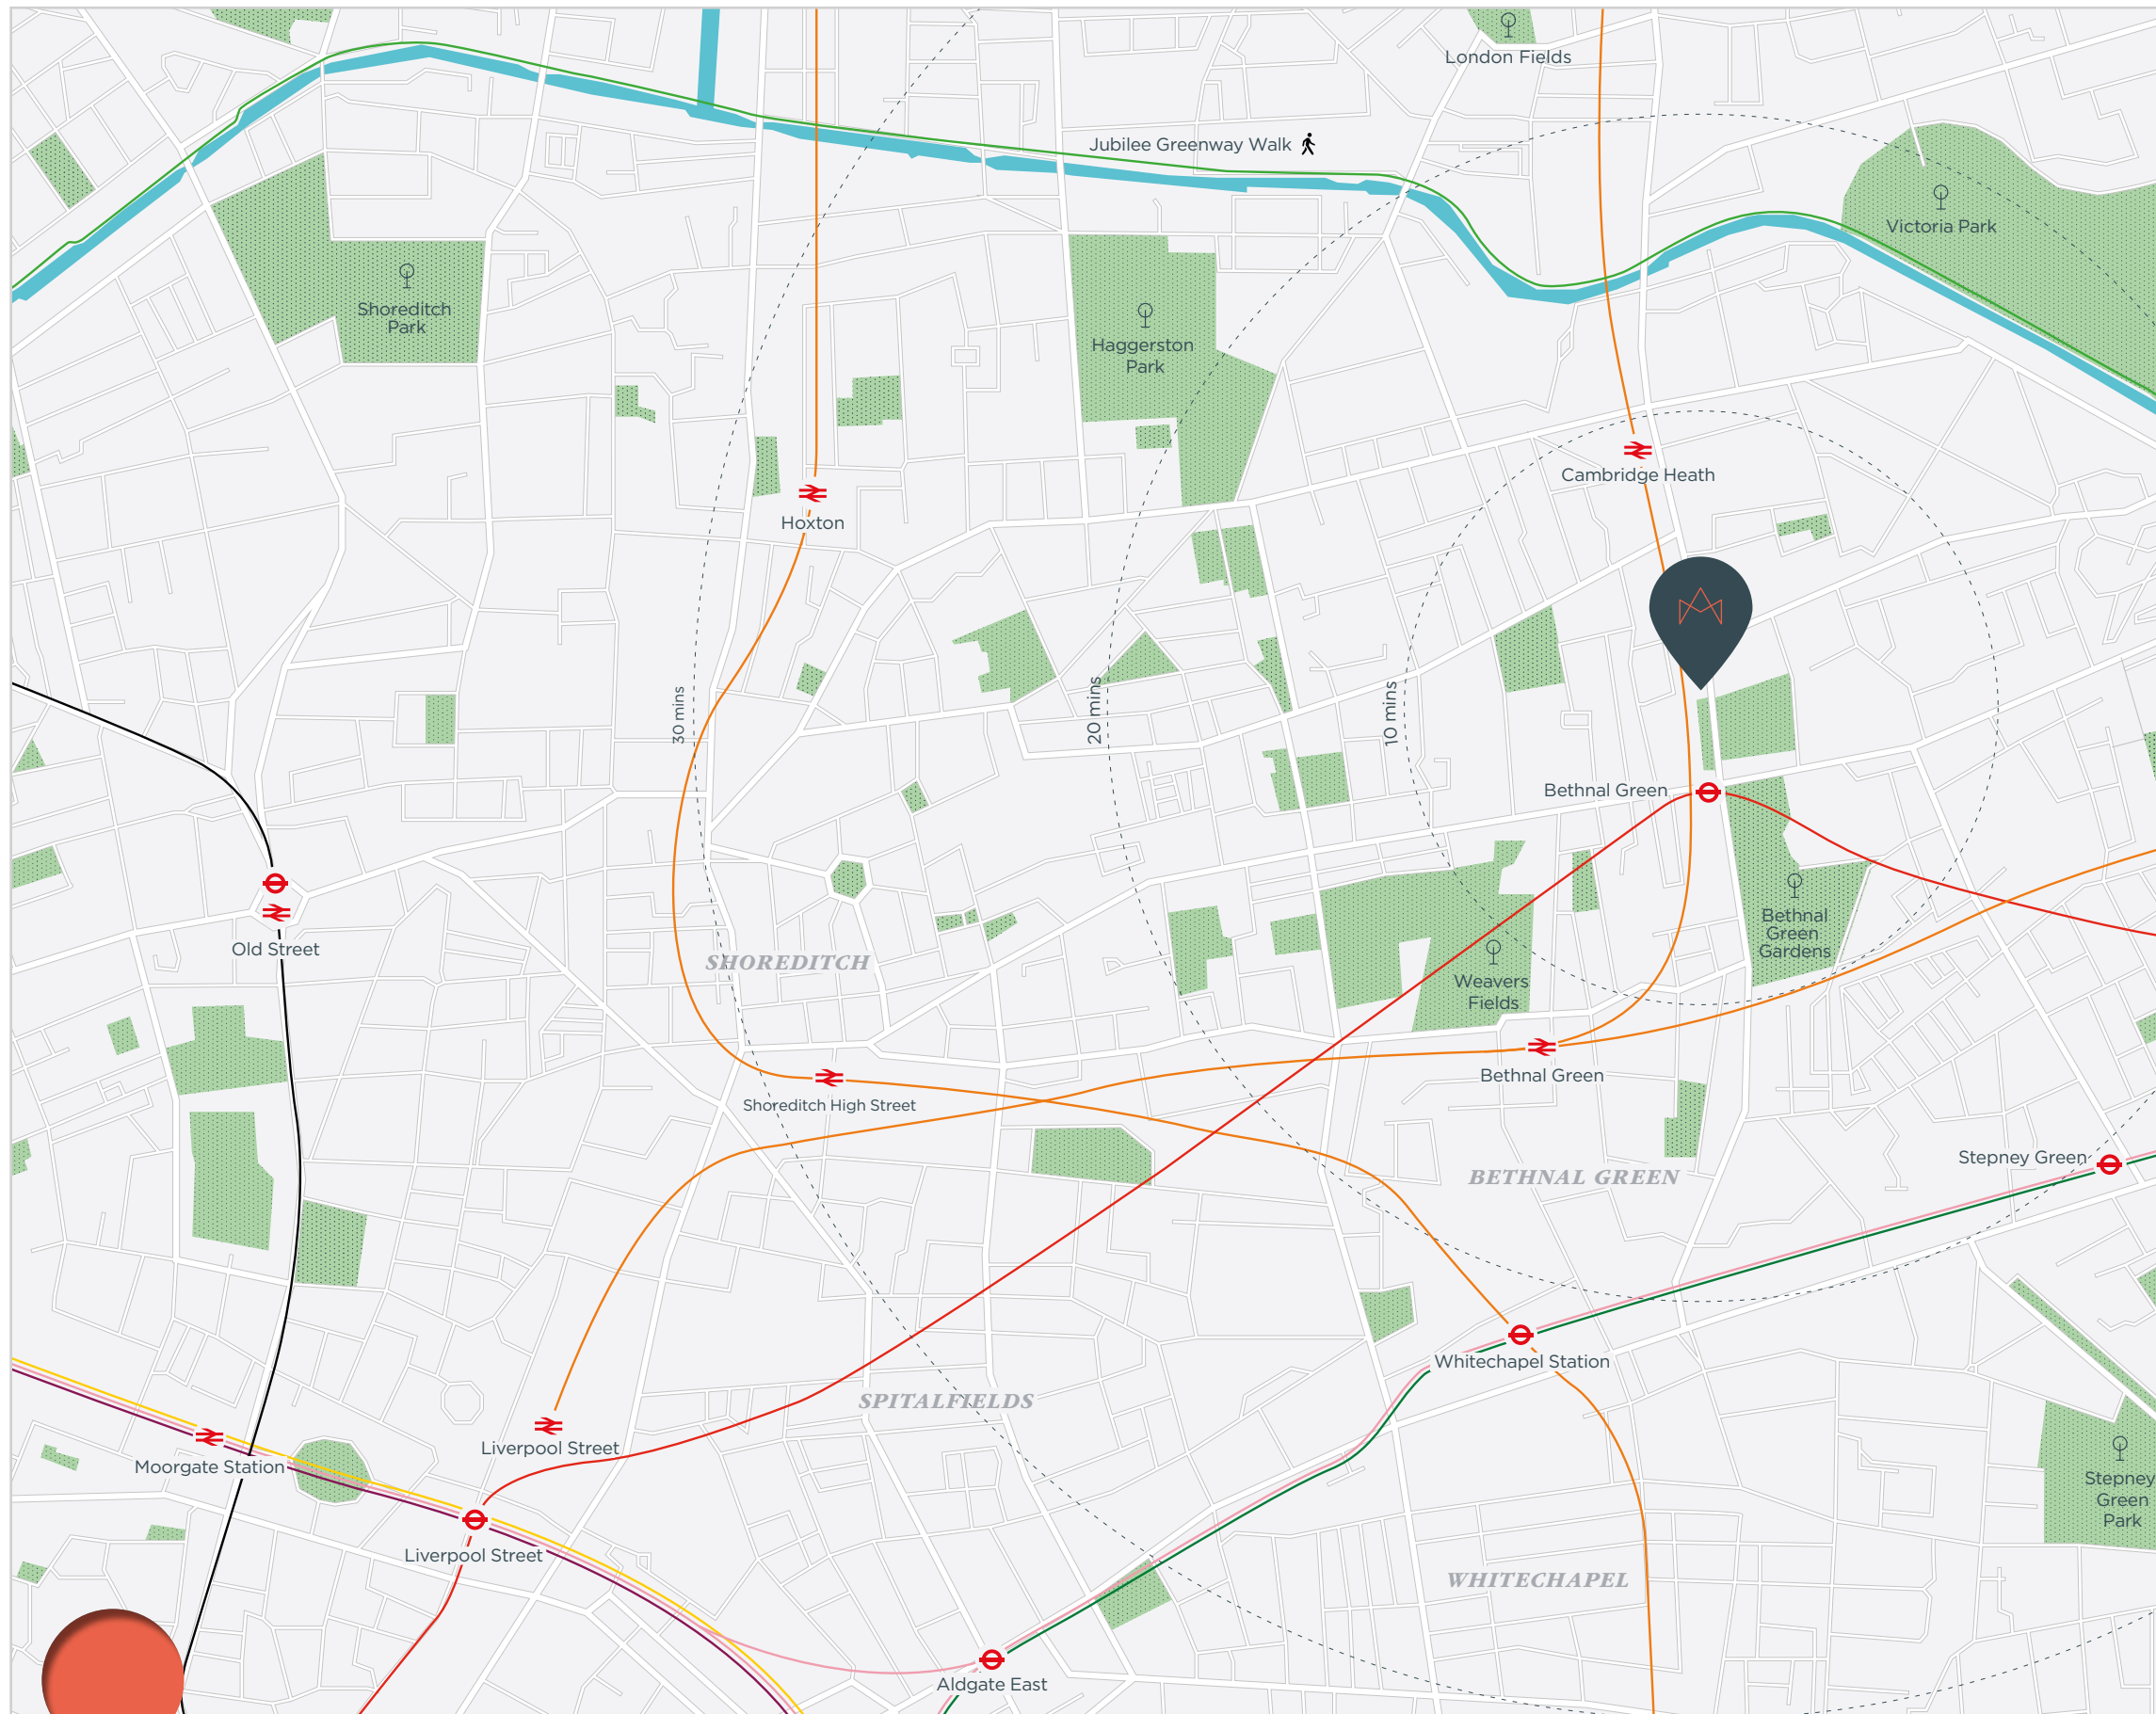 London Fields
Jubilee Greenway Walk
Victoria Park
Shoreditch
Park
Haggerston
Park
Cambridge Heath
Hoxton
30 mins
20 mins
10 mins
Bethnal Green
Old Street
SHOREDITCH
Bethnal
Green
Gardens
Weavers
Fields
Bethnal Green
Shoreditch High Street
Stepney Green
BETHNAL GREEN
Whitechapel Station
SPITALFIELDS
Liverpool Street
Moorgate Station
Stepney
Green
Park
Liverpool Street
WHITECHAPEL
Aldgate East